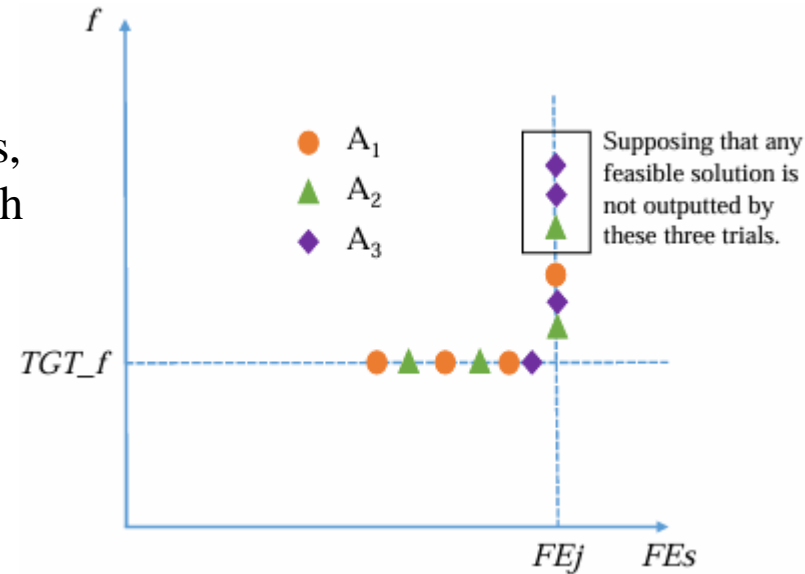 f
s,
h
A1
A2
A3
Supposing that any
feasible solution is
not outputted by
these three trials.
TGT_f
FEj
FEs